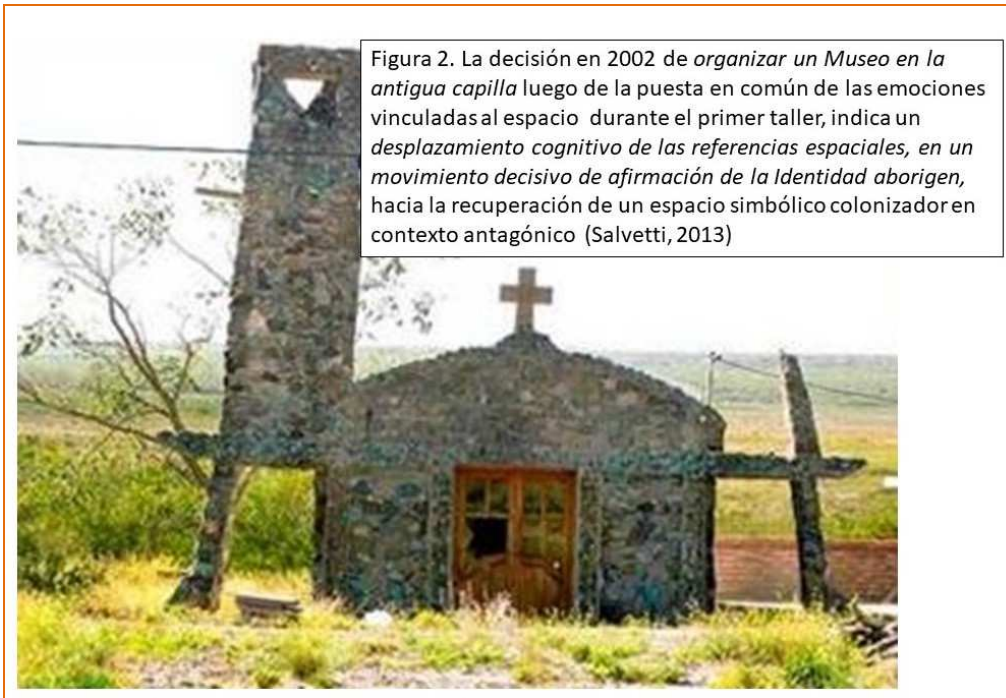 Figura 2. La decisión en 2002 de organizar un Museo en la
antigua capilla luego de la puesta en común de las emociones
vinculadas al espacio durante el primer taller, indica un
desplazamiento cognitivo de las referencias espaciales, en un
movimiento decisivo de afirmación de la Identidad aborigen,
hacia la recuperación de un espacio simbólico colonizador en
contexto antagónico (Salvetti, 2013)